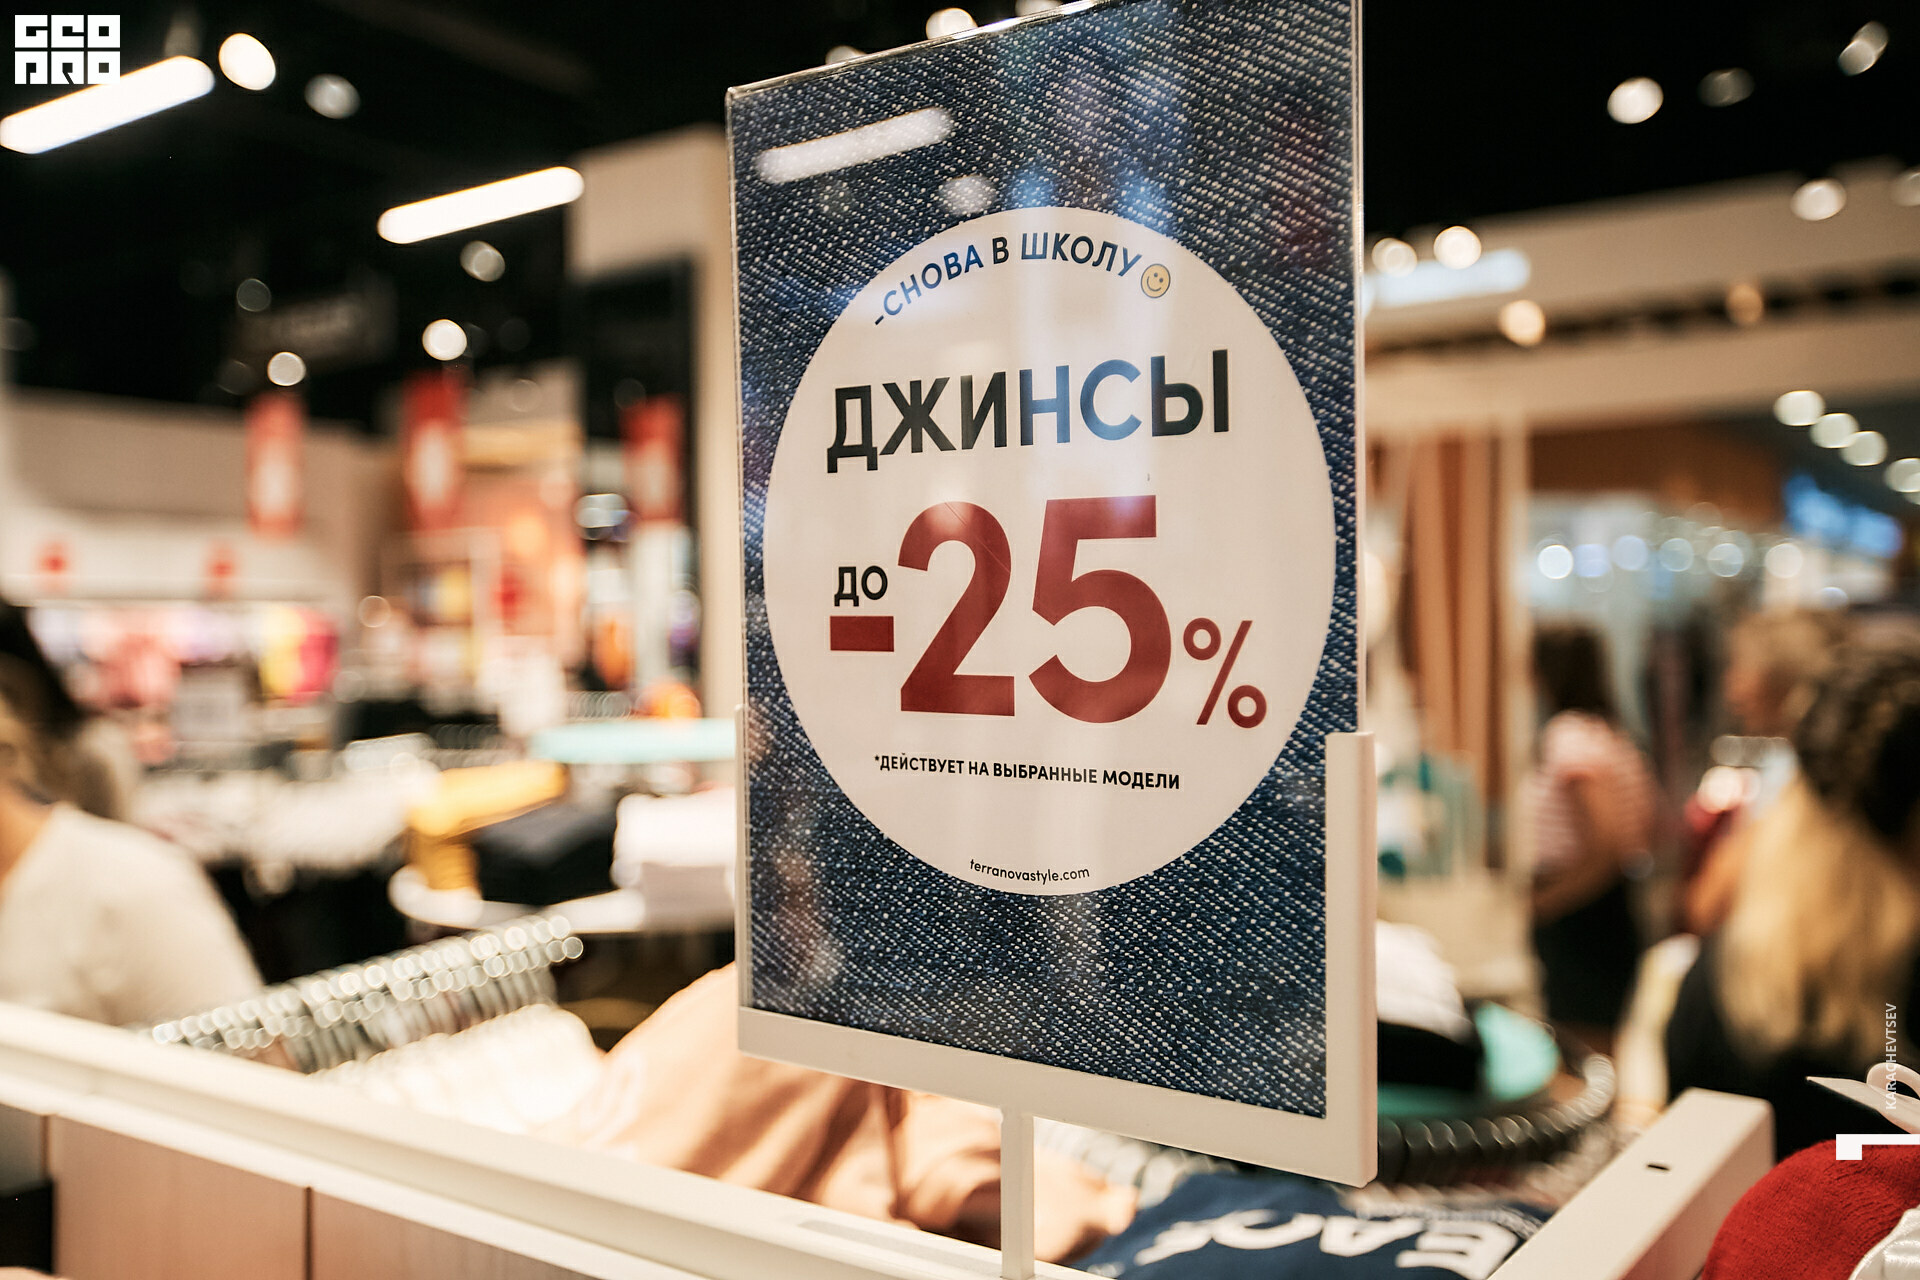 GEO
PRO
-СНОВА В ШКОЛУ
ДЖИНСЫ
ДО
-25%
*ДЕЙСТВУЕТ НА ВЫБРАННЫЕ МОДЕЛИ
terranovastyle.com
KARACHEVTSEV